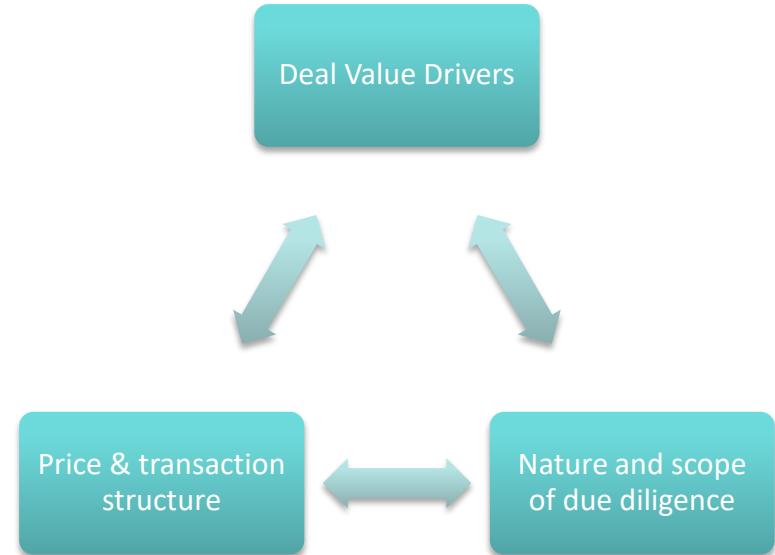 Deal Value Drivers
Price & transaction
structure
Nature and scope
of due diligence